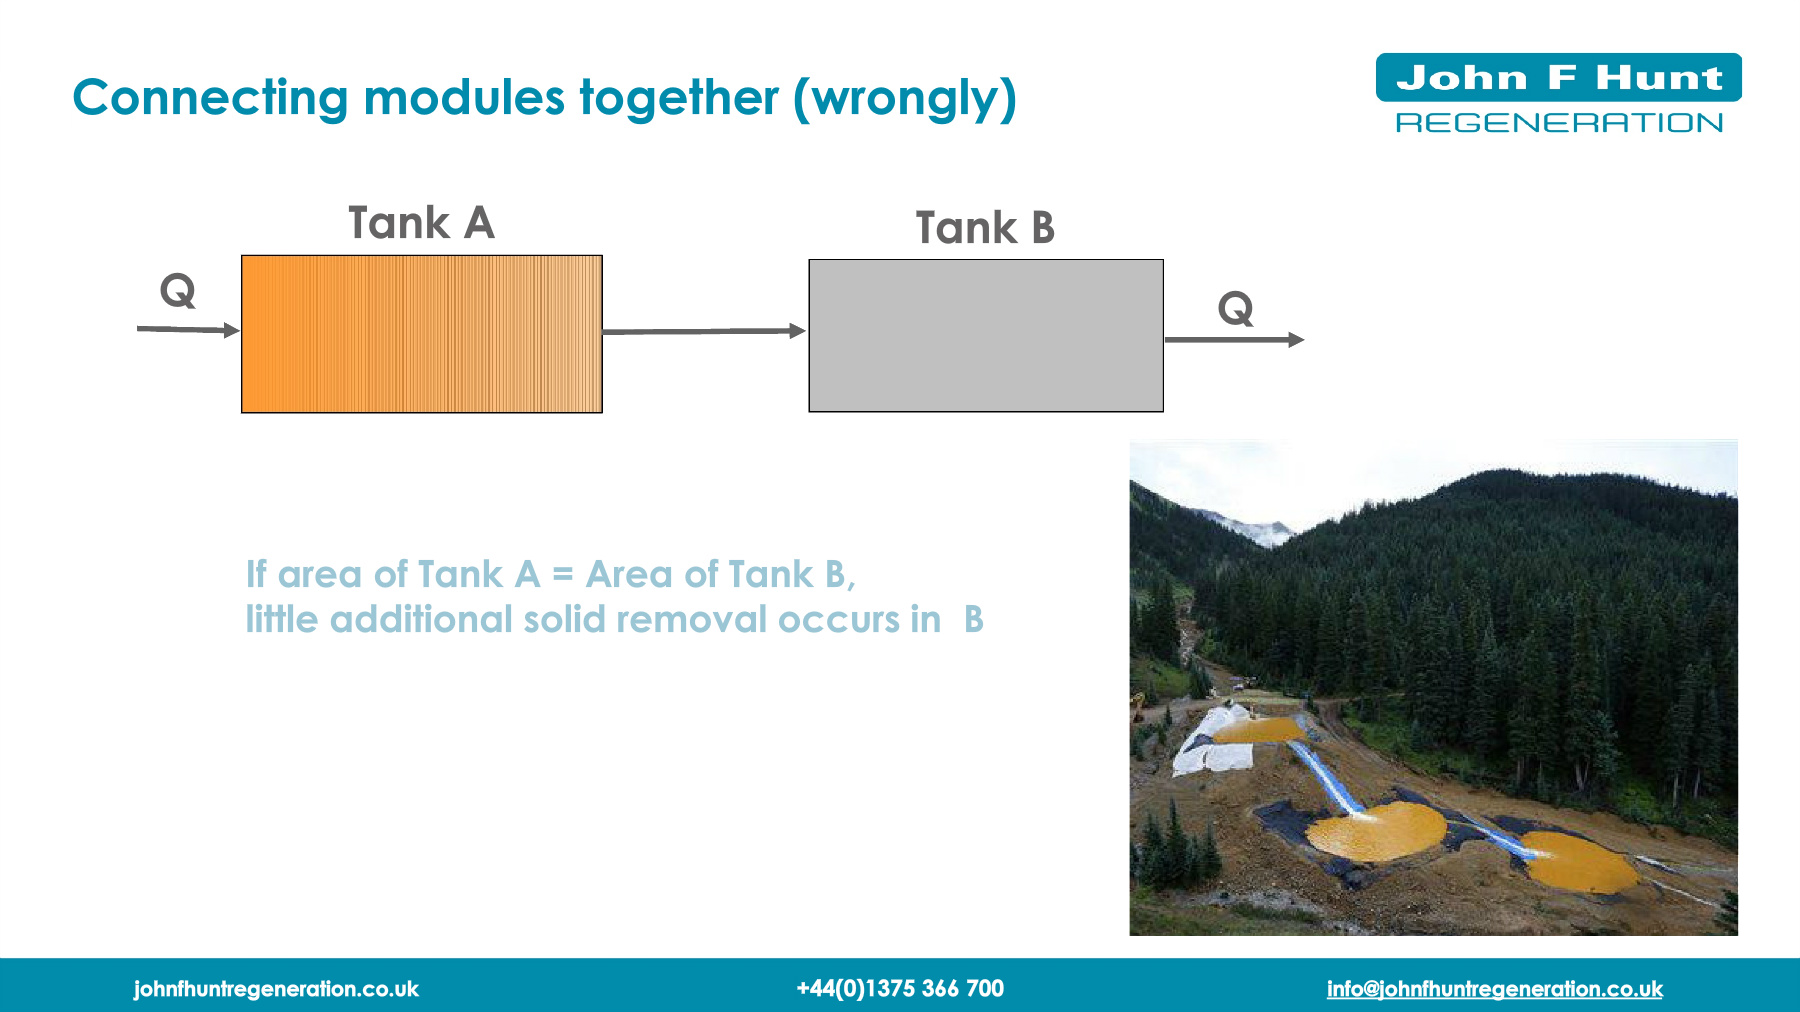 Connecting modules together (wrongly)
John F Hunt
REGENERATION
Tank A
Tank B
Q
Q
If area of Tank A = Area of Tank B,
little additional solid removal occurs in B
johnfhuntregeneration.co.uk
+44(0)1375 366 700
info@johnfhuntregeneration.co.uk